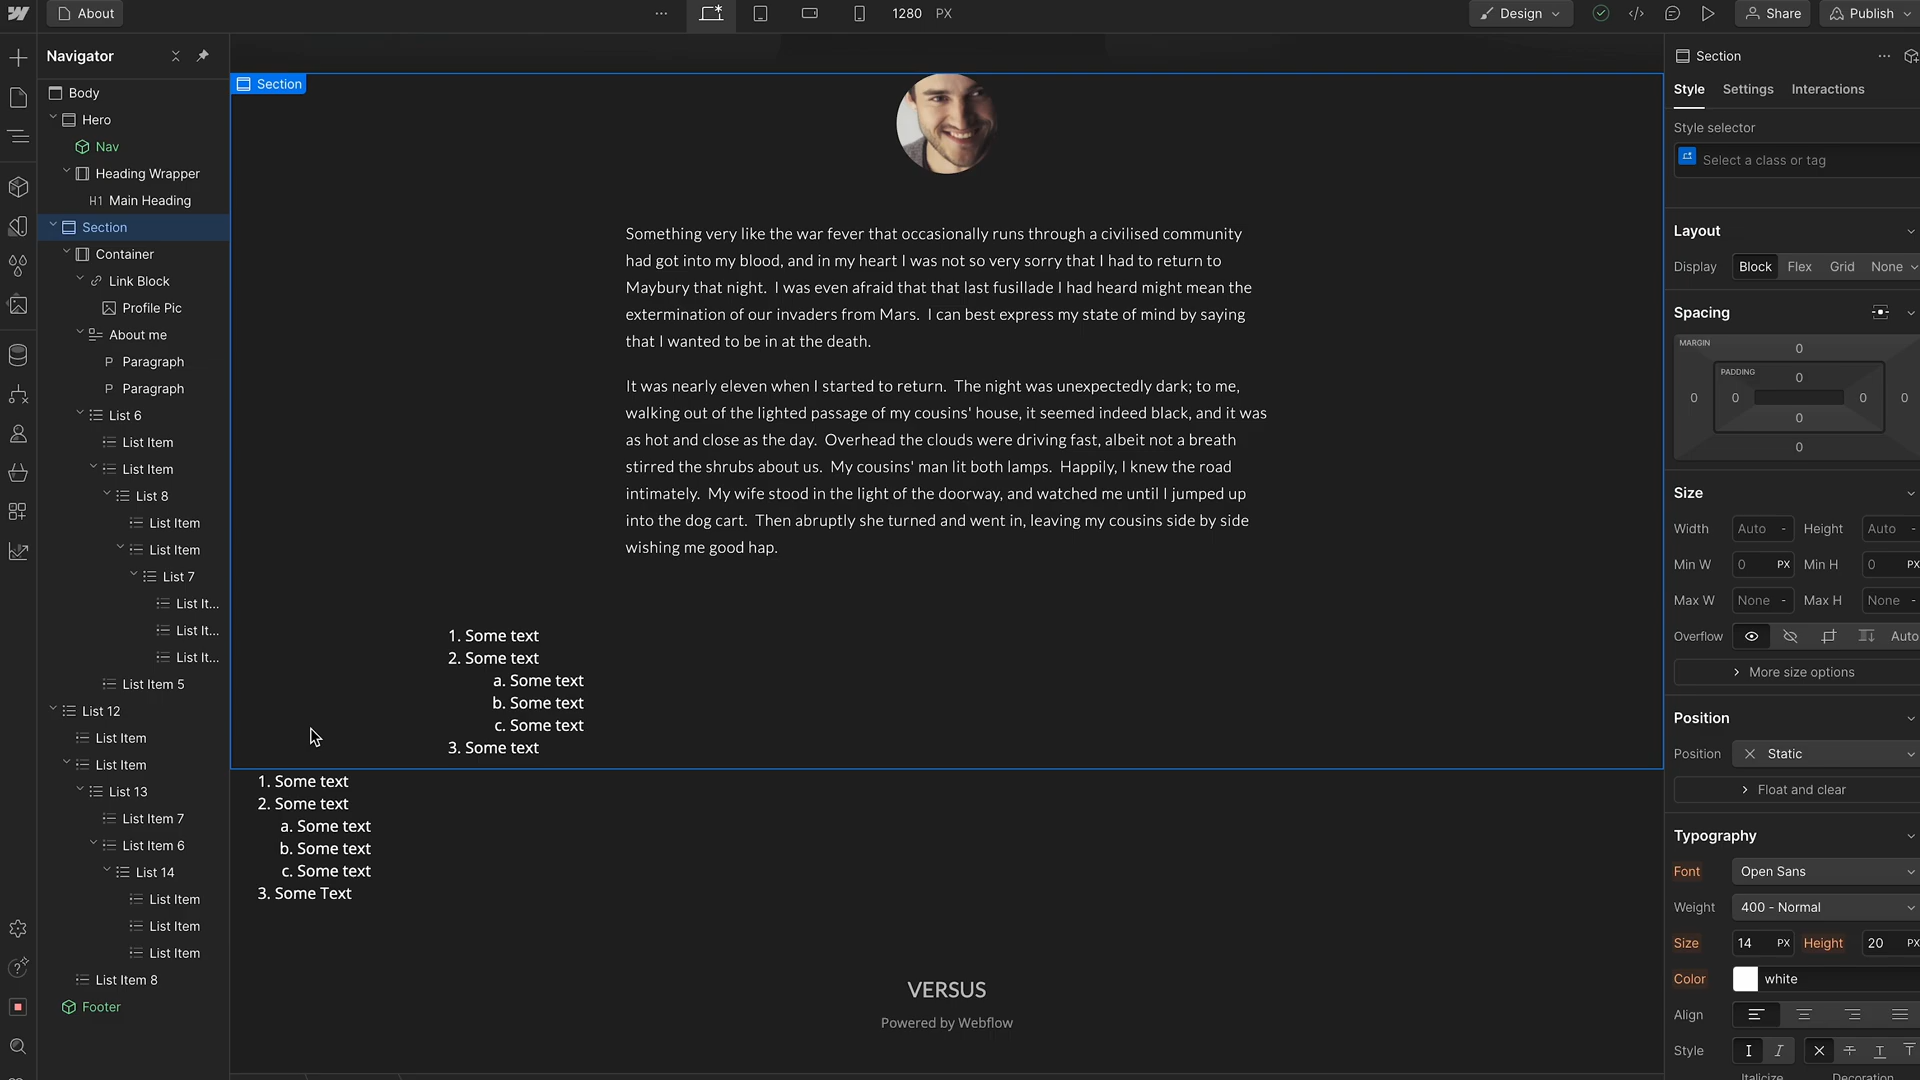 About
1280 PX
Design
Share
Publish
Navigator
Body
Hero
Nav
Heading Wrapper
H1 Main Heading
Section
Container
Link Block
Profile Pic
About me
P Paragraph
P Paragraph
List 6
List Item
List Item
List 8
List Item
List Item
List 7
List It...
List It...
List It...
List Item 5
List 12
List Item
List Item
List 13
List Item 7
List Item 6
List 14
List Item
List Item
List Item
List Item 8
Footer
Section
Something very like the war fever that occasionally runs through a civilised community
had got into my blood, and in my heart I was not so very sorry that I had to return to
Maybury that night.  I was even afraid that that last fusillade I had heard might mean the
extermination of our invaders from Mars.  I can best express my state of mind by saying
that I wanted to be in at the death.
It was nearly eleven when I started to return.  The night was unexpectedly dark; to me,
walking out of the lighted passage of my cousins' house, it seemed indeed black, and it was
as hot and close as the day.  Overhead the clouds were driving fast, albeit not a breath
stirred the shrubs about us.  My cousins' man lit both lamps.  Happily, I knew the road
intimately.  My wife stood in the light of the doorway, and watched me until I jumped up
into the dog cart.  Then abruptly she turned and went in, leaving my cousins side by side
wishing me good hap.
1. Some text
2. Some text
a. Some text
b. Some text
c. Some text
3. Some text
1. Some text
2. Some text
a. Some text
b. Some text
c. Some text
3. Some Text
VERSUS
Powered by Webflow
Section
Style Settings Interactions
Style selector
Select a class or tag
Layout
Display Block Flex Grid None
Spacing
MARGIN
0
PADDING
0
0 0 0 0
0
0
Size
Width Auto - Height Auto -
Min W 0 PX Min H 0 PX
Max W None - Max H None -
Overflow Auto
More size options
Position
Position Static
Float and clear
Typography
Font Open Sans
Weight 400 - Normal
Size 14 PX Height 20 PX
Color white
Align
Style
Italicize Decoration